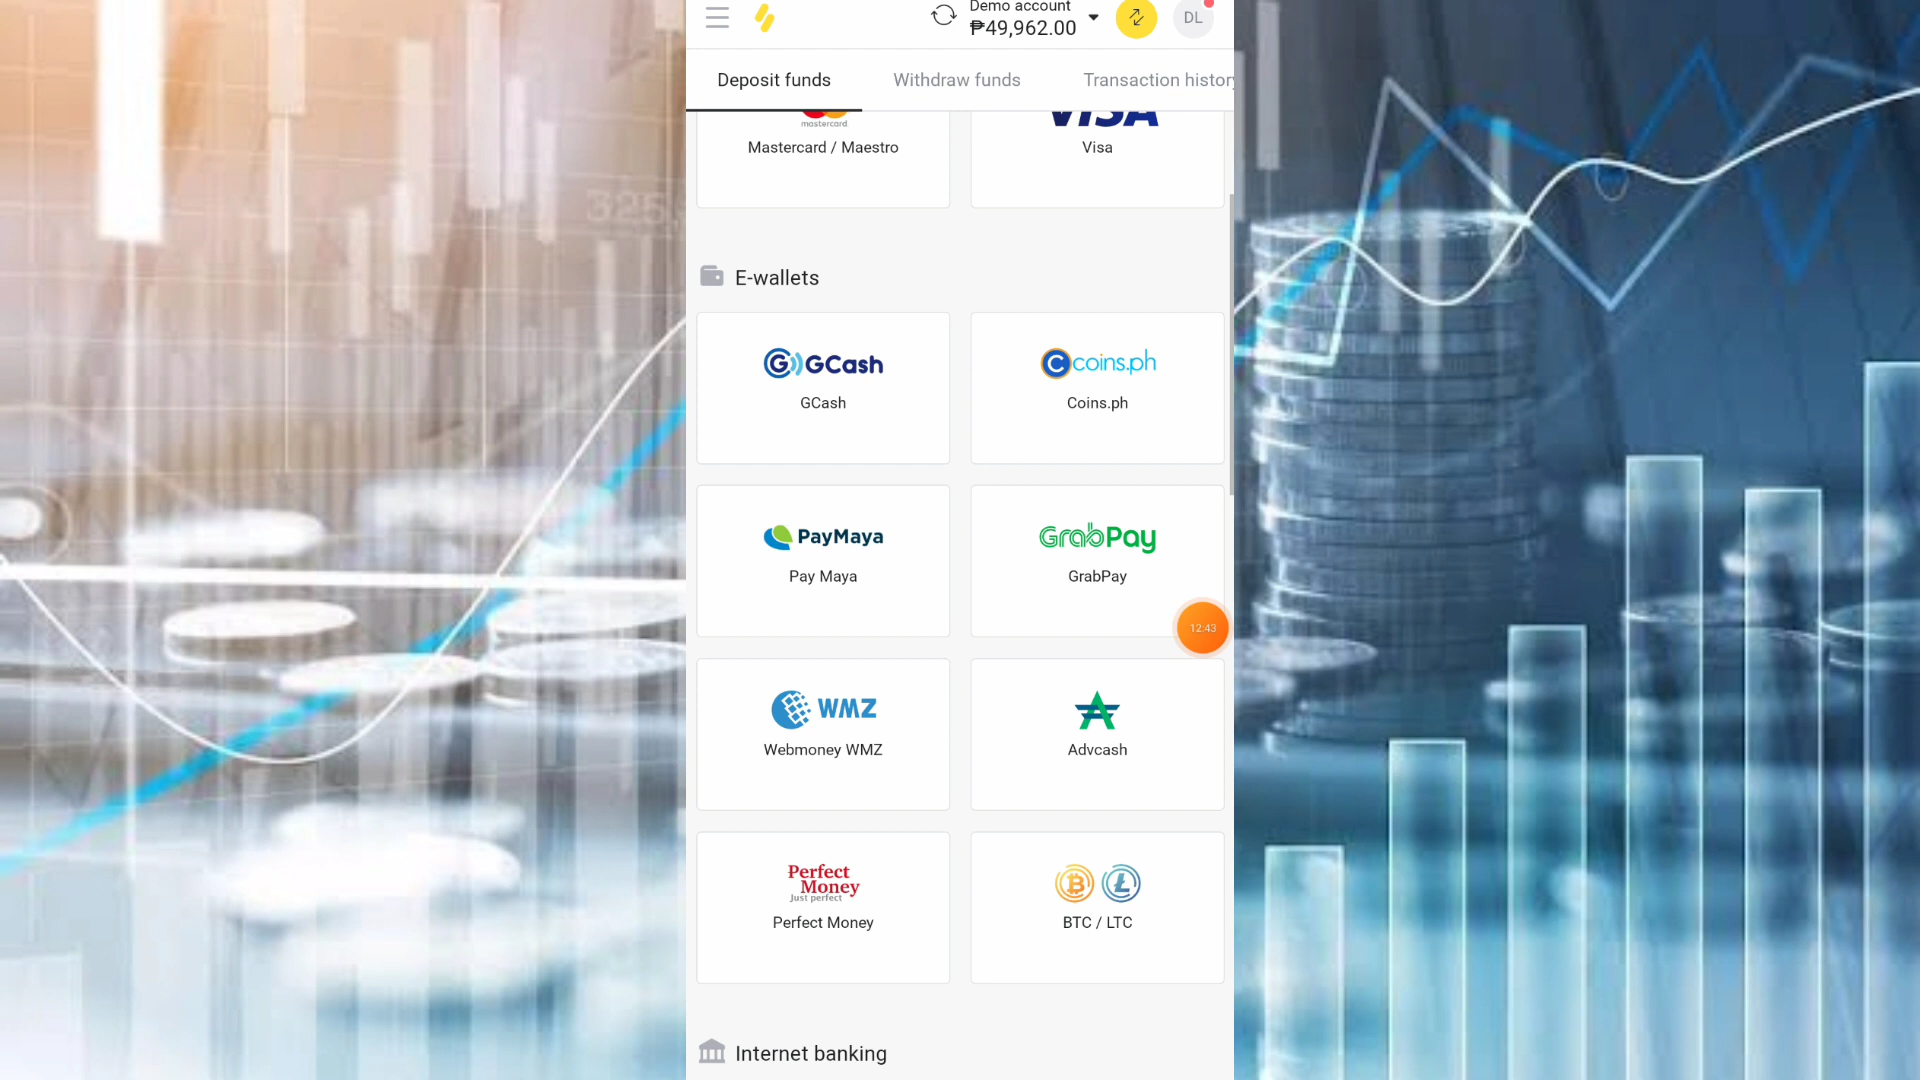 Demo account
₱49,962.00
DL
Deposit funds
Withdraw funds
Transaction history
mastercard
VISA
Mastercard / Maestro
Visa
E-wallets
G GCash
C coins.ph
GCash
Coins.ph
PayMaya
GrabPay
Pay Maya
GrabPay
12:43
WMZ
Webmoney WMZ
Advcash
Perfect
Money
Just perfect
Perfect Money
BTC / LTC
Internet banking
325